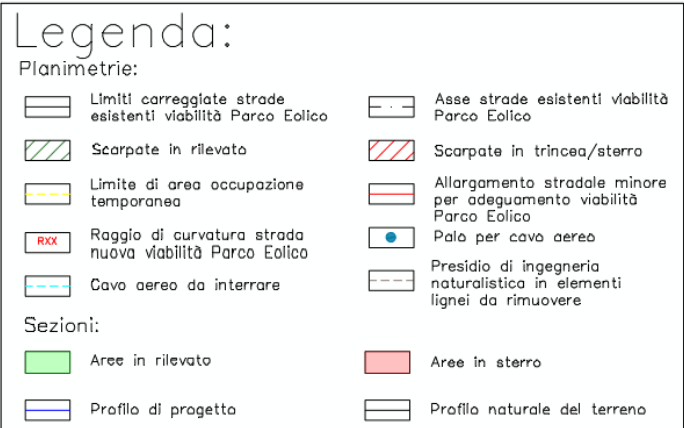 Legenda:
Planimetrie:
Limiti carreggiate strade
esistenti viabilità Parco Eolico
Asse strade esistenti viabilità
Parco Eolico
Scarpate in rilevato
Scarpate in trincea/sterro
Limite di area occupazione
temporanea
Allargamento stradale minore
per adeguamento viabilità
Parco Eolico
RXX
Raggio di curvatura strada
nuova viabilità Parco Eolico
Palo per cavo aereo
Cavo aereo da interrare
Presidio di ingegneria
naturalistica in elementi
lignei da rimuovere
Sezioni:
Aree in rilevato
Aree in sterro
Profilo di progetto
Profilo naturale del terreno